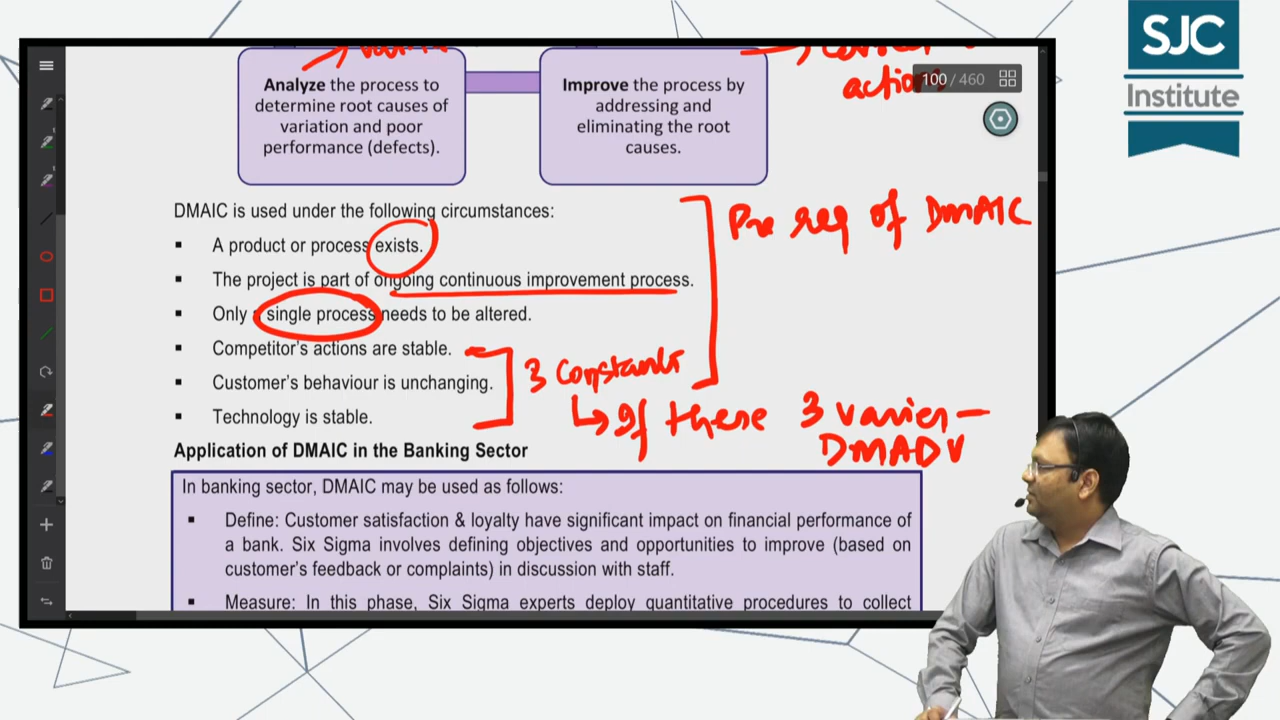 SJC
Institute
100 / 460
actions
Analyze the process to
determine root causes of
variation and poor
performance (defects).
Improve the process by
addressing and
eliminating the root
causes.
DMAIC is used under the following circumstances:
Pre req of DMAIC
▪ A product or process exists.
▪ The project is part of ongoing continuous improvement process.
▪ Only a single process needs to be altered.
▪ Competitor's actions are stable.
▪ Customer's behaviour is unchanging.
▪ Technology is stable.
3 Constants
↳ If these 3 varies –
DMADV
Application of DMAIC in the Banking Sector
In banking sector, DMAIC may be used as follows:
▪ Define: Customer satisfaction & loyalty have significant impact on financial performance of
a bank. Six Sigma involves defining objectives and opportunities to improve (based on
customer's feedback or complaints) in discussion with staff.
▪ Measure: In this phase, Six Sigma experts deploy quantitative procedures to collect